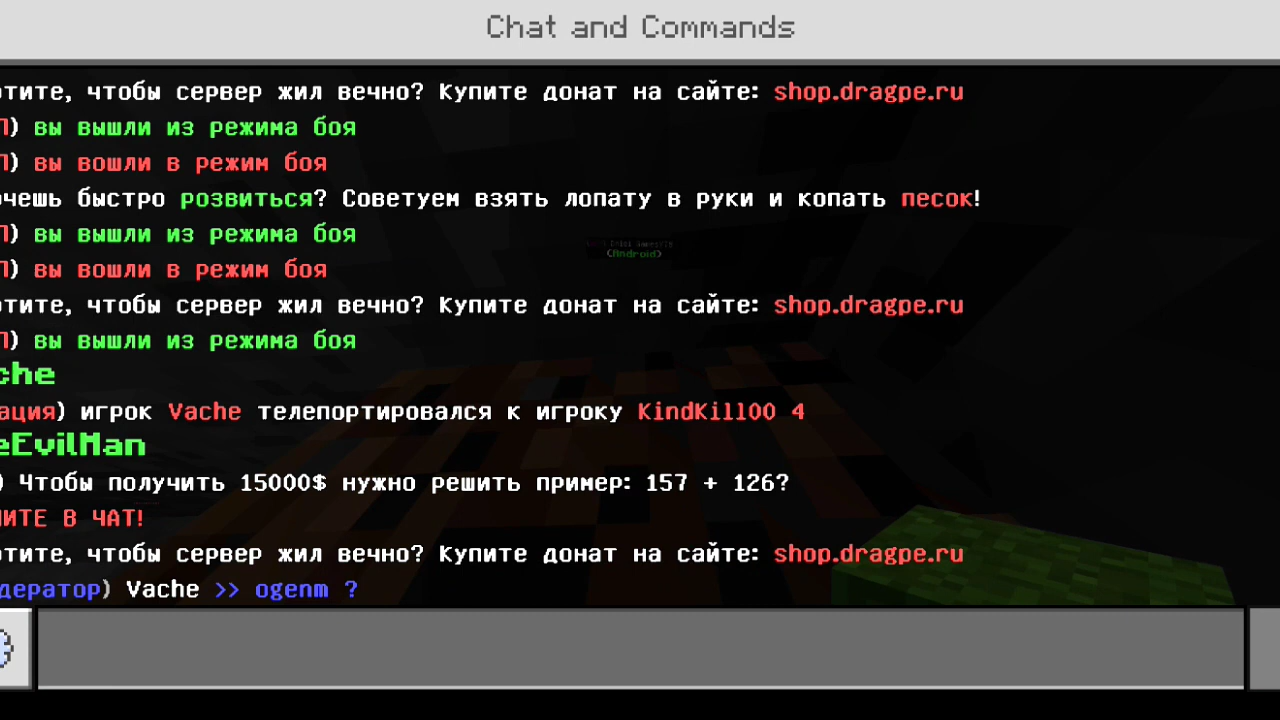 Chat and Commands
отите, чтобы сервер жил вечно? Купите донат на сайте: shop.dragpe.ru
П) вы вышли из режима боя
П) вы вошли в режим боя
очешь быстро розвиться? Советуем взять лопату в руки и копать песок!
П) вы вышли из режима боя
(Android)
П) вы вошли в режим боя
отите, чтобы сервер жил вечно? Купите донат на сайте: shop.dragpe.ru
П) вы вышли из режима боя
che
ация) игрок Vache телепортировался к игроку KindKill00 4
eEvilMan
) Чтобы получить 15000$ нужно решить пример: 157 + 126?
ИТЕ В ЧАТ!
отите, чтобы сервер жил вечно? Купите донат на сайте: shop.dragpe.ru
дератор) Vache >> ogenm ?